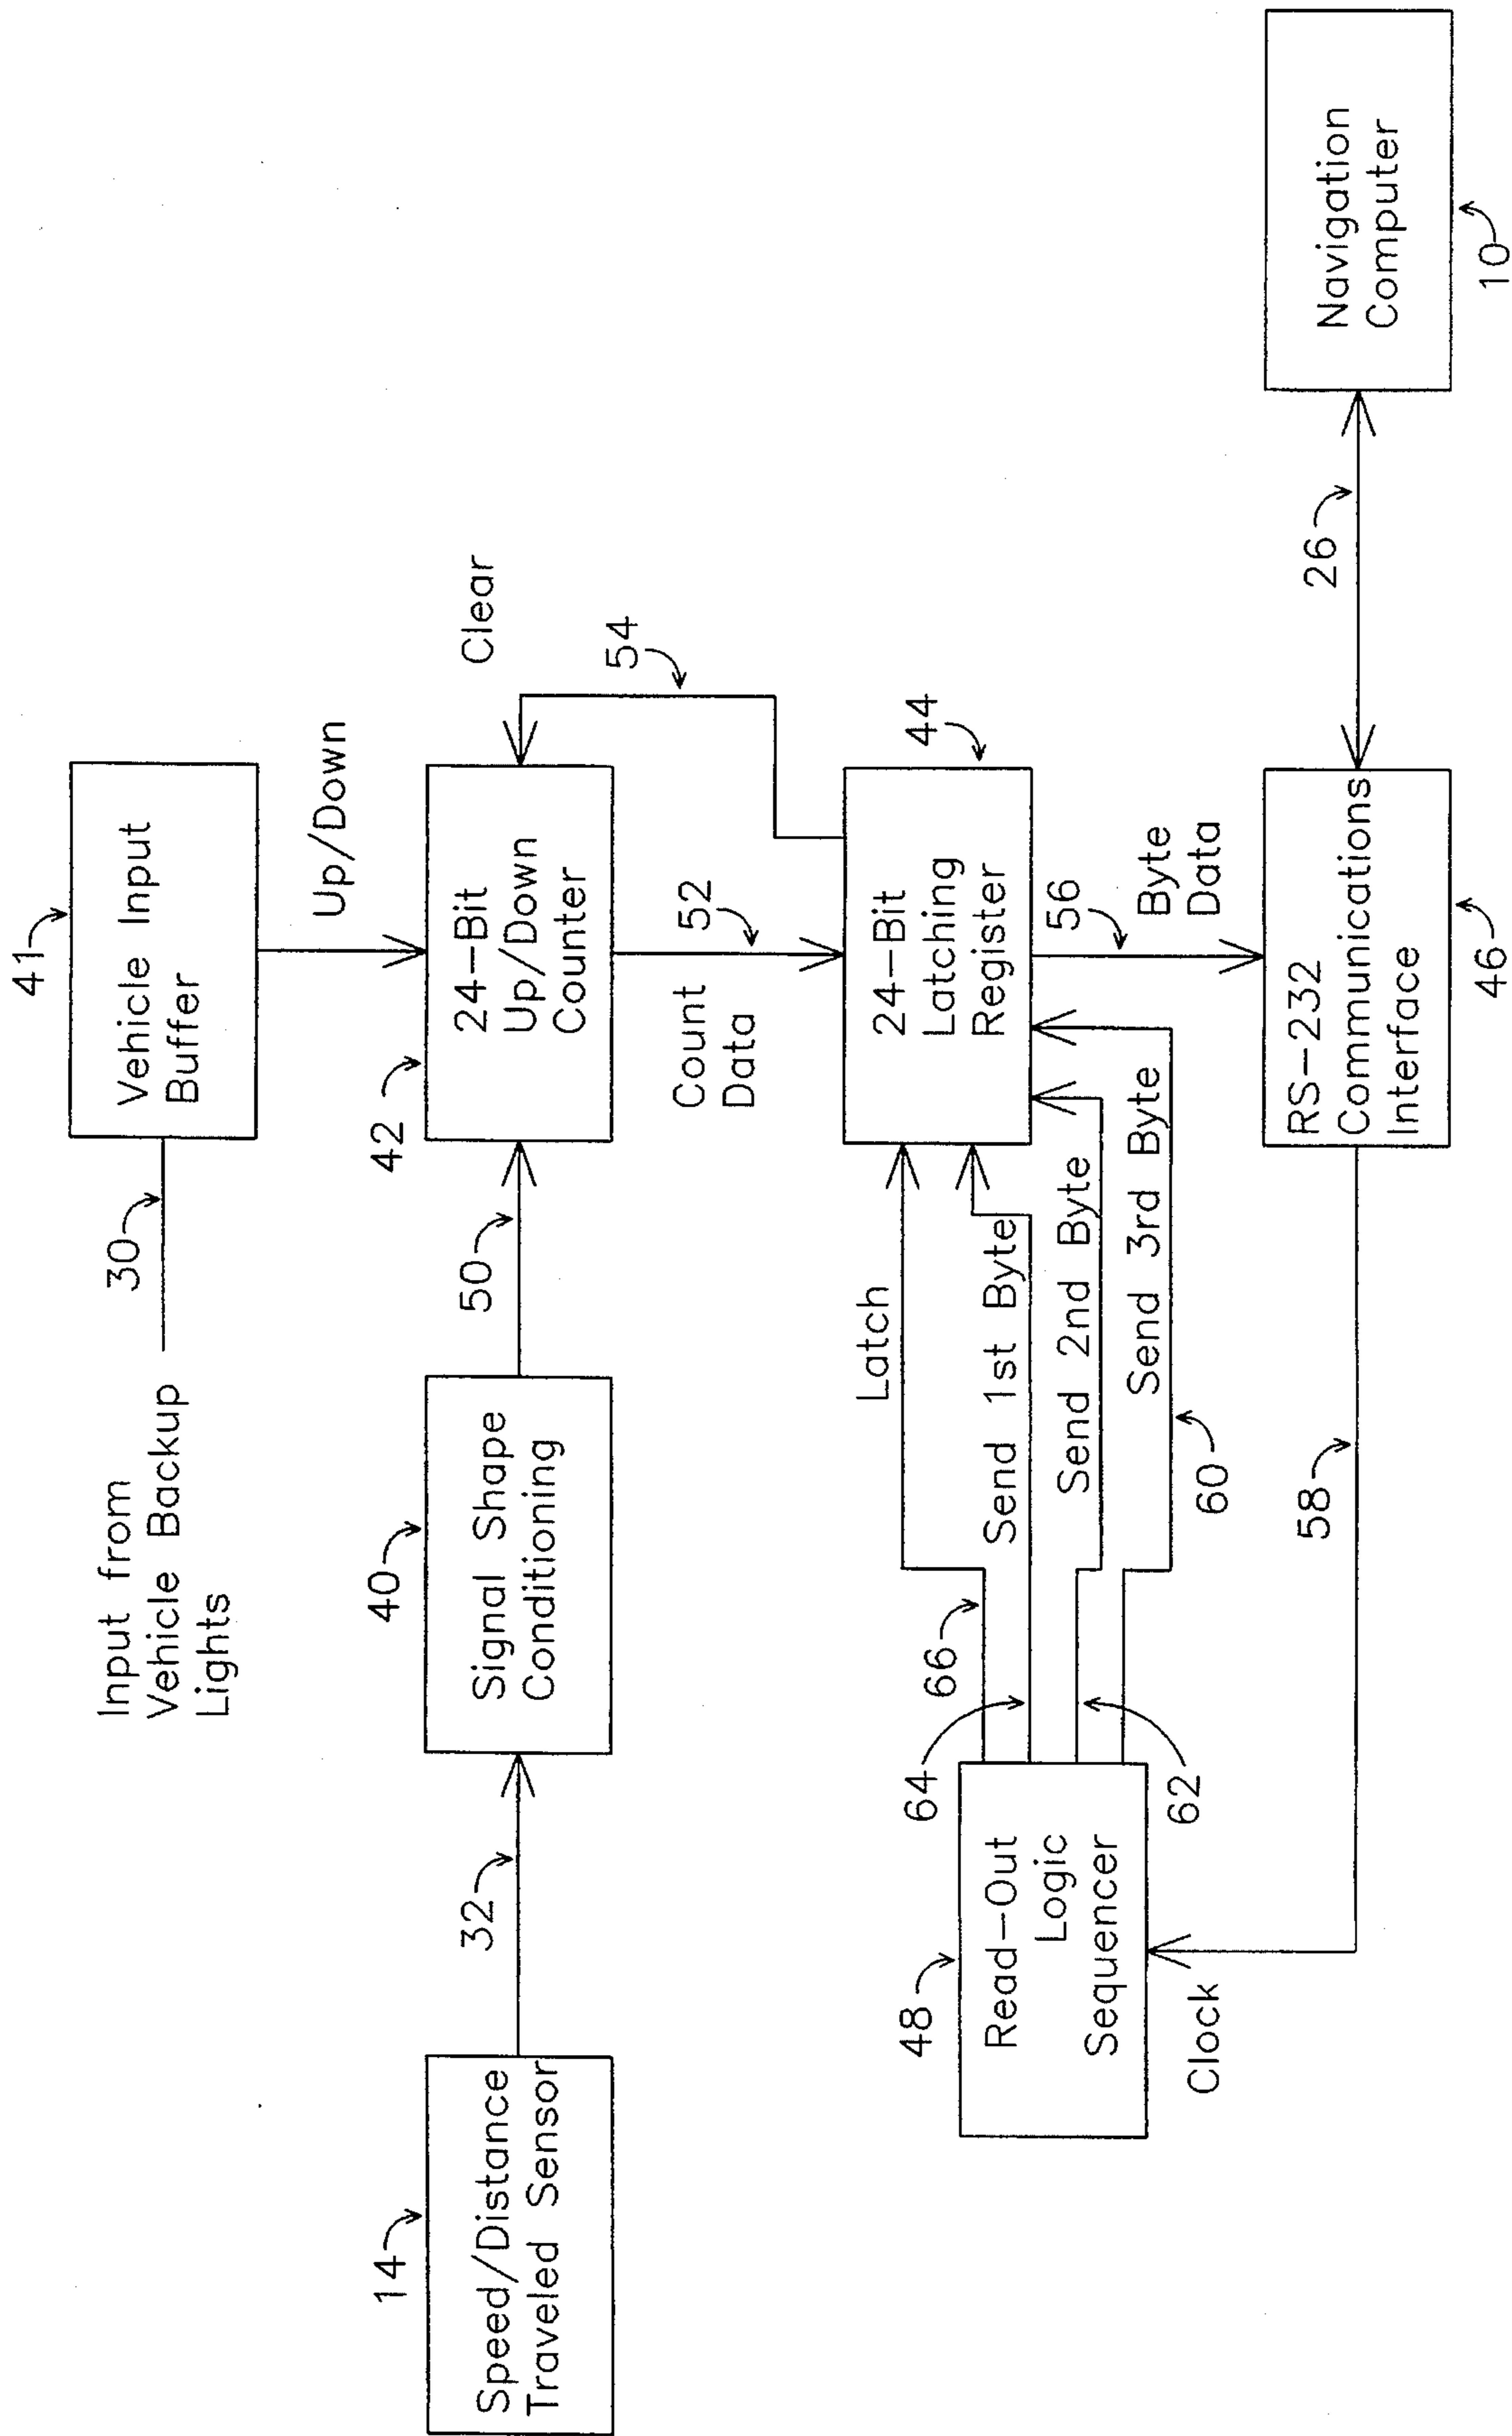 Input from
Vehicle Backup
Lights
30
41
Vehicle Input
Buffer
Up/Down
14
Speed/Distance
Traveled Sensor
32
40
Signal Shape
Conditioning
50
42
24-Bit
Up/Down
Counter
Clear
54
Count
Data
52
48
Read-Out
Logic
Sequencer
Clock
64
66
62
Latch
Send 1st Byte
Send 2nd Byte
Send 3rd Byte
60
44
24-Bit
Latching
Register
56
Byte
Data
58
RS-232
Communications
Interface
46
26
Navigation
Computer
10